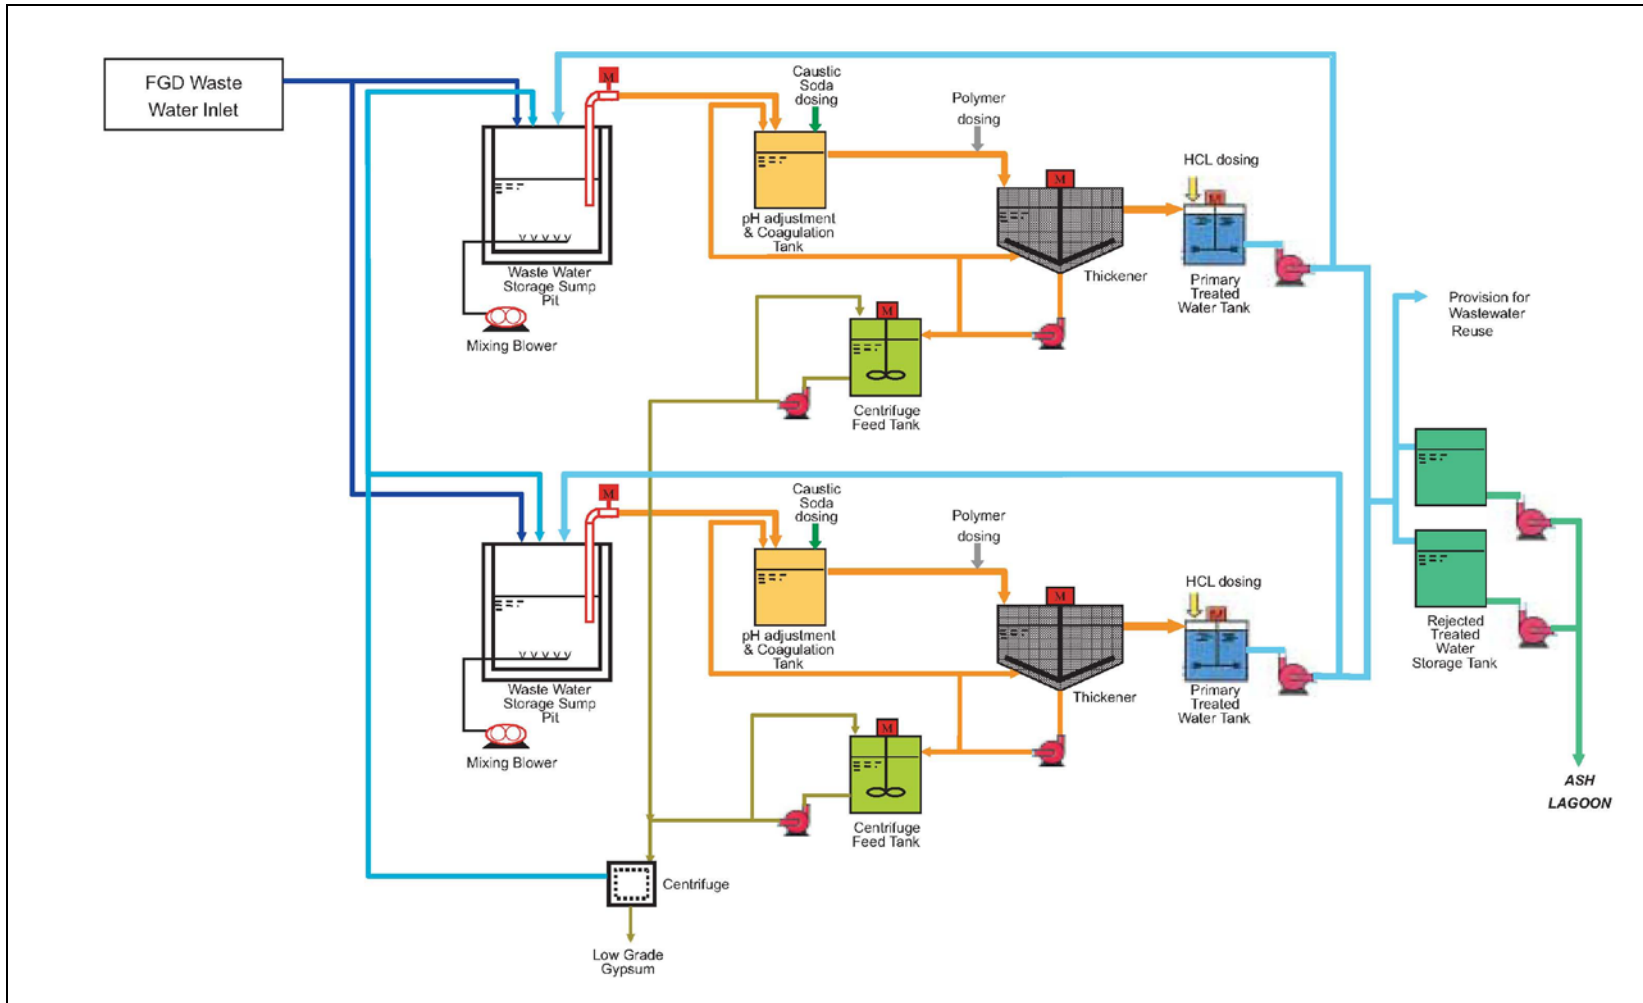 FGD Waste
Water Inlet
M
Caustic
Soda
dosing
Polymer
dosing
M
HCL dosing
M
pH adjustment
& Coagulation
Tank
Thickener
Primary
Treated
Water Tank
Waste Water
Storage Sump
Pit
Mixing Blower
M
Centrifuge
Feed Tank
Provision for
Wastewater
Reuse
M
Caustic
Soda
dosing
Polymer
dosing
M
HCL dosing
M
pH adjustment
& Coagulation
Tank
Thickener
Primary
Treated
Water Tank
Rejected
Treated
Water
Storage Tank
Waste Water
Storage Sump
Pit
Mixing Blower
M
Centrifuge
Feed Tank
ASH
LAGOON
Centrifuge
Low Grade
Gypsum